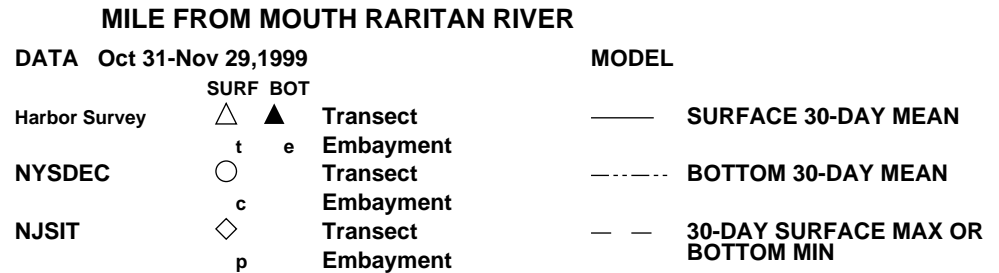 MILE FROM MOUTH RARITAN RIVER
DATA Oct 31-Nov 29,1999 MODEL
SURF BOT
Harbor Survey Transect SURFACE 30-DAY MEAN
t e Embayment
NYSDEC Transect BOTTOM 30-DAY MEAN
c Embayment
NJSIT Transect 30-DAY SURFACE MAX OR
BOTTOM MIN
p Embayment